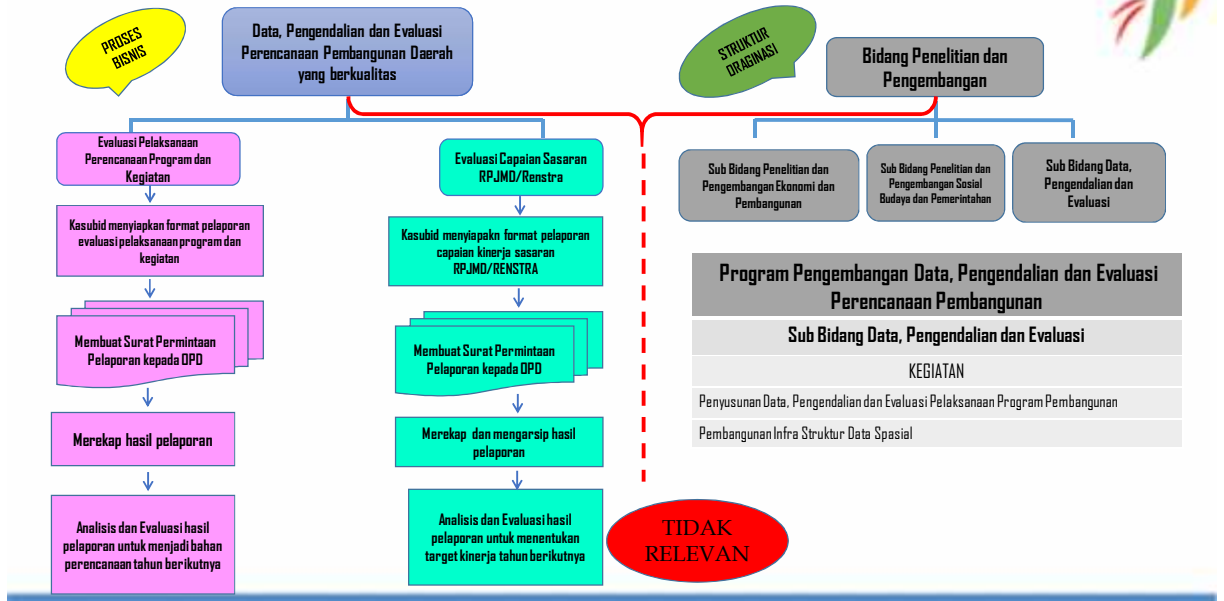 PROSES
BISNIS
Data, Pengendalian dan Evaluasi
Perencanaan Pembangunan Daerah
yang berkualitas
STRUKTUR
ORAGINASI
Bidang Penelitian dan
Pengembangan
Evaluasi Pelaksanaan
Perencanaan Program dan
Kegiatan
Kasubid menyiapkan format pelaporan
evaluasi pelaksanaan program dan
kegiatan
Membuat Surat Permintaan
Pelaporan kepada OPD
Merekap hasil pelaporan
Analisis dan Evaluasi hasil
pelaporan untuk menjadi bahan
perencanaan tahun berikutnya
Evaluasi Capaian Sasaran
RPJMD/Renstra
Kasubid menyiapakn format pelaporan
capaian kinerja sasaran
RPJMD/RENSTRA
Membuat Surat Permintaan
Pelaporan kepada OPD
Merekap dan mengarsip hasil
pelaporan
Analisis dan Evaluasi hasil
pelaporan untuk menentukan
target kinerja tahun berikutnya
Sub Bidang Penelitian dan
Pengembangan Ekonomi dan
Pembangunan
Sub Bidang Penelitian dan
Pengembangan Sosial
Budaya dan Pemerintahan
Sub Bidang Data,
Pengendalian dan
Evaluasi
Program Pengembangan Data, Pengendalian dan Evaluasi
Perencanaan Pembangunan
Sub Bidang Data, Pengendalian dan Evaluasi
KEGIATAN
Penyusunan Data, Pengendalian dan Evaluasi Pelaksanaan Program Pembangunan
Pembangunan Infra Struktur Data Spasial
TIDAK
RELEVAN